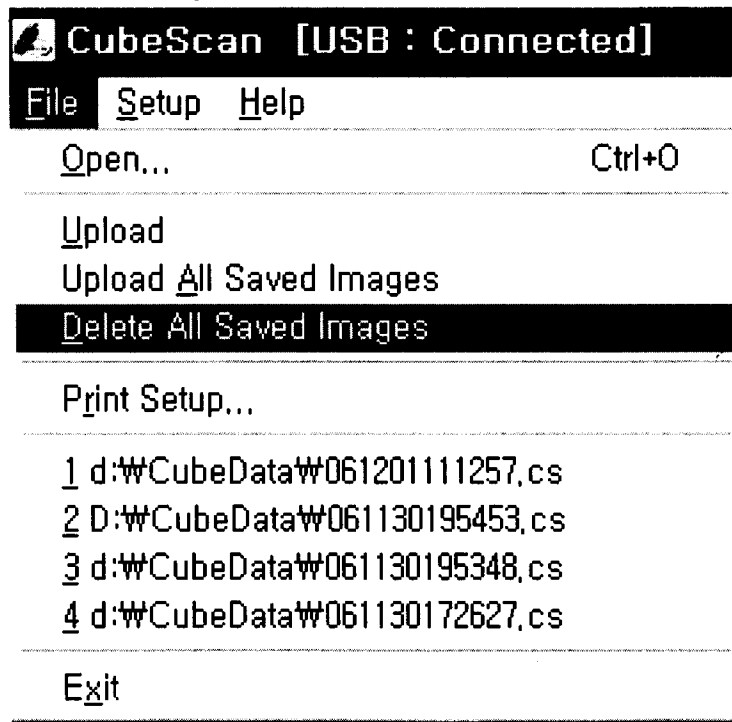 CubeScan [USB : Connected]
File Setup Help
Open... Ctrl+O
Upload
Upload All Saved Images
Delete All Saved Images
Print Setup...
1 d:₩CubeData₩061201111257.cs
2 D:₩CubeData₩061130195453.cs
3 d:₩CubeData₩061130195348.cs
4 d:₩CubeData₩061130172627.cs
Exit